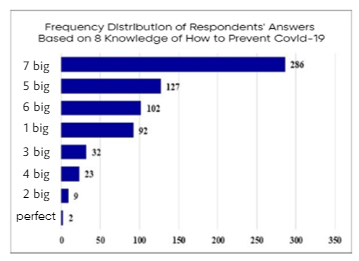 Frequency Distribution of Respondents' Answers
Based on 8 Knowledge of How to Prevent Covid-19
7 big 286
5 big 127
6 big 102
1 big 92
3 big 32
4 big 23
2 big 9
perfect 2
0 50 100 150 200 250 300 350